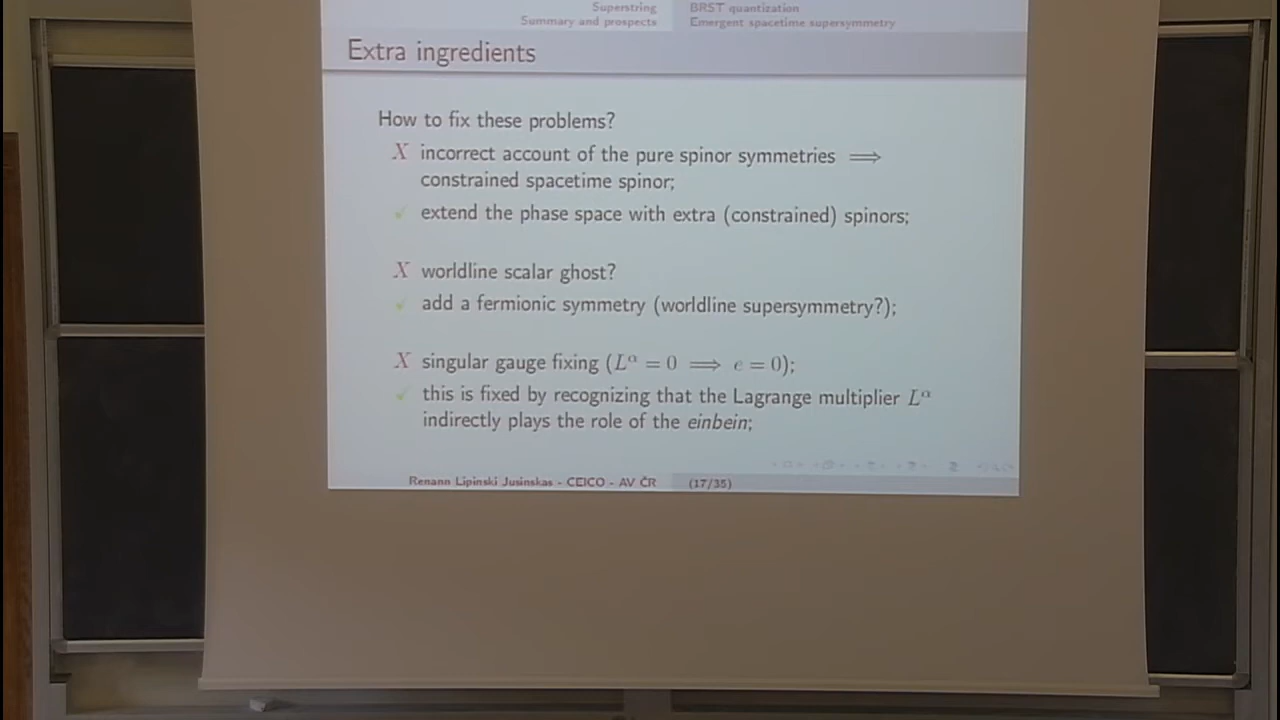 Superstring
Summary and prospects
BRST quantization
Emergent spacetime supersymmetry
Extra ingredients
How to fix these problems?
X incorrect account of the pure spinor symmetries ⟹
constrained spacetime spinor;
✓ extend the phase space with extra (constrained) spinors;
X worldline scalar ghost?
✓ add a fermionic symmetry (worldline supersymmetry?);
X singular gauge fixing (L^α = 0 ⟹ e = 0);
✓ this is fixed by recognizing that the Lagrange multiplier L^α
indirectly plays the role of the einbein;
Renann Lipinski Jusinskas - CEICO - AV ČR (17/35)